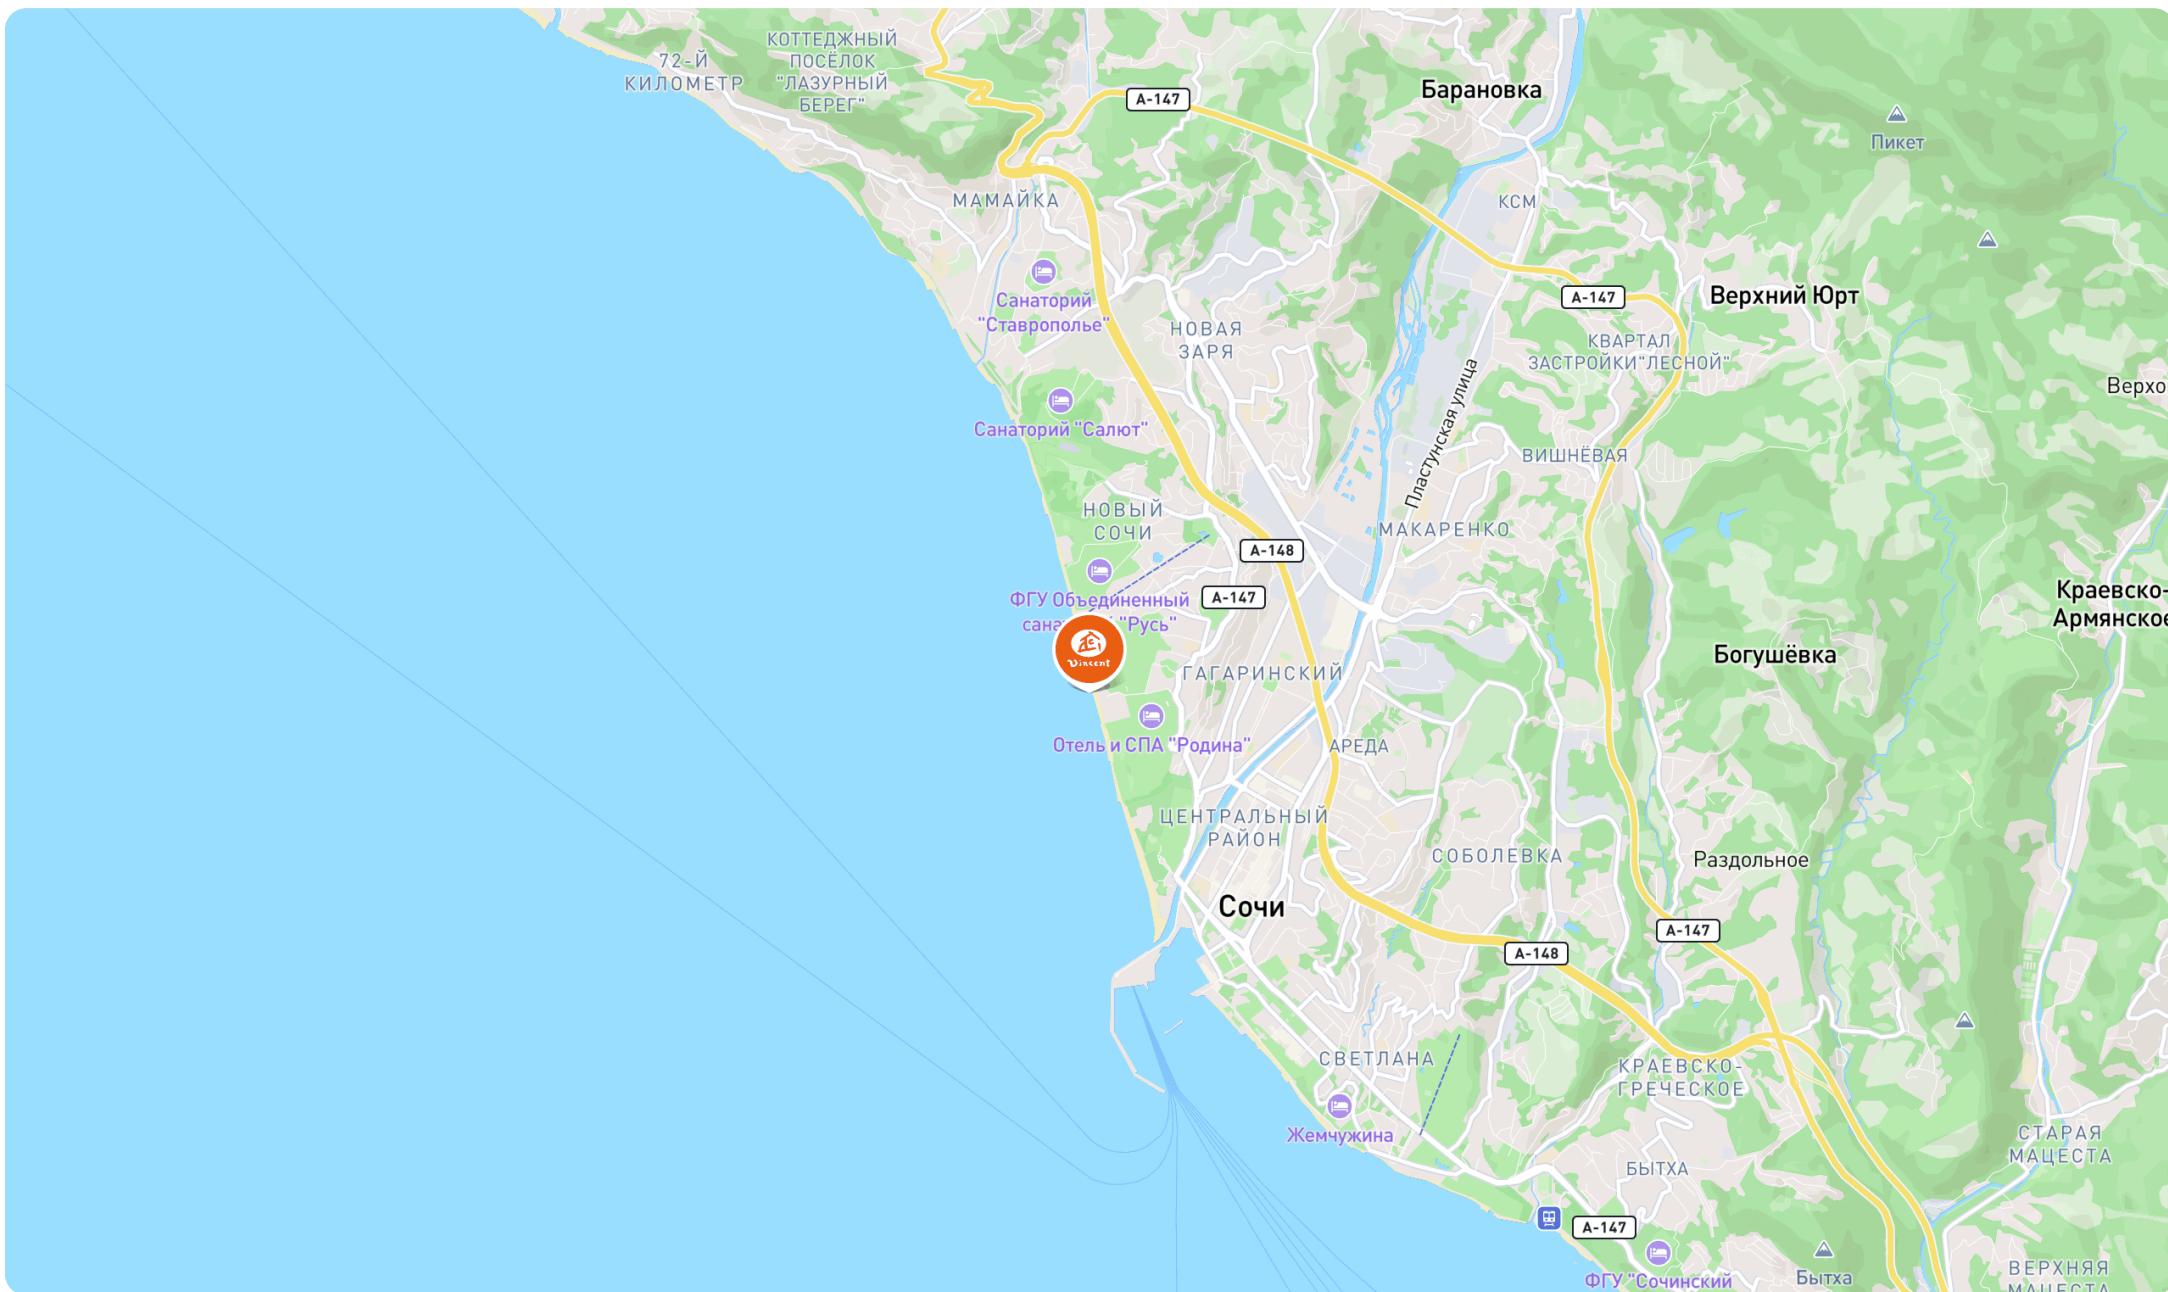 72-Й
КИЛОМЕТР
КОТТЕДЖНЫЙ
ПОСЁЛОК
"ЛАЗУРНЫЙ
БЕРЕГ"
А-147
Барановка
Пикет
МАМАЙКА
КСМ
Санаторий
"Ставрополье"
А-147
Верхний Юрт
НОВАЯ
ЗАРЯ
КВАРТАЛ
ЗАСТРОЙКИ"ЛЕСНОЙ"
Верхо
Пластунская улица
Санаторий "Салют"
ВИШНЁВАЯ
НОВЫЙ
СОЧИ
МАКАРЕНКО
А-148
А-147
ФГУ Объединенный
сана "Русь"
Vincent
Краевско-
Армянское
Богушёвка
ГАГАРИНСКИЙ
Отель и СПА "Родина"
АРЕДА
ЦЕНТРАЛЬНЫЙ
РАЙОН
СОБОЛЕВКА
Раздольное
Сочи
А-147
А-148
СВЕТЛАНА
КРАЕВСКО-
ГРЕЧЕСКОЕ
Жемчужина
СТАРАЯ
МАЦЕСТА
БЫТХА
А-147
ФГУ "Сочинский
Бытха
ВЕРХНЯЯ
МАЦЕСТА